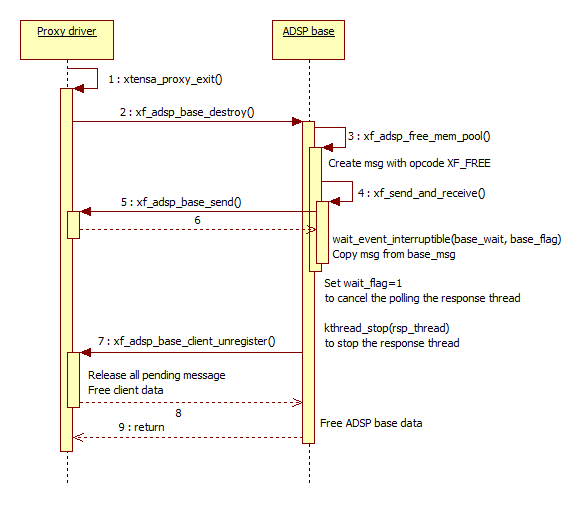 Proxy driver
ADSP base
1 : xtensa_proxy_exit()
2 : xf_adsp_base_destroy()
3 : xf_adsp_free_mem_pool()
Create msg with opcode XF_FREE
4 : xf_send_and_receive()
5 : xf_adsp_base_send()
6
wait_event_interruptible(base_wait, base_flag)
Copy msg from base_msg
Set wait_flag=1
to cancel the polling the response thread
kthread_stop(rsp_thread)
to stop the response thread
7 : xf_adsp_base_client_unregister()
Release all pending message
Free client data
8
Free ADSP base data
9 : return